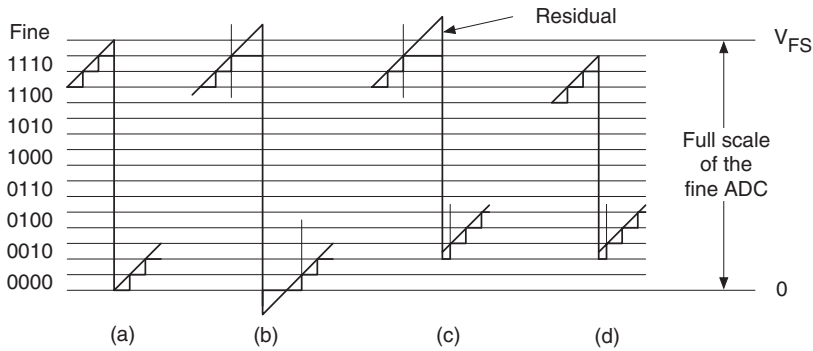 Residual
Fine
V_FS
1110
1100
1010
1000
0110
0100
0010
0000
Full scale
of the
fine ADC
0
(a)
(b)
(c)
(d)